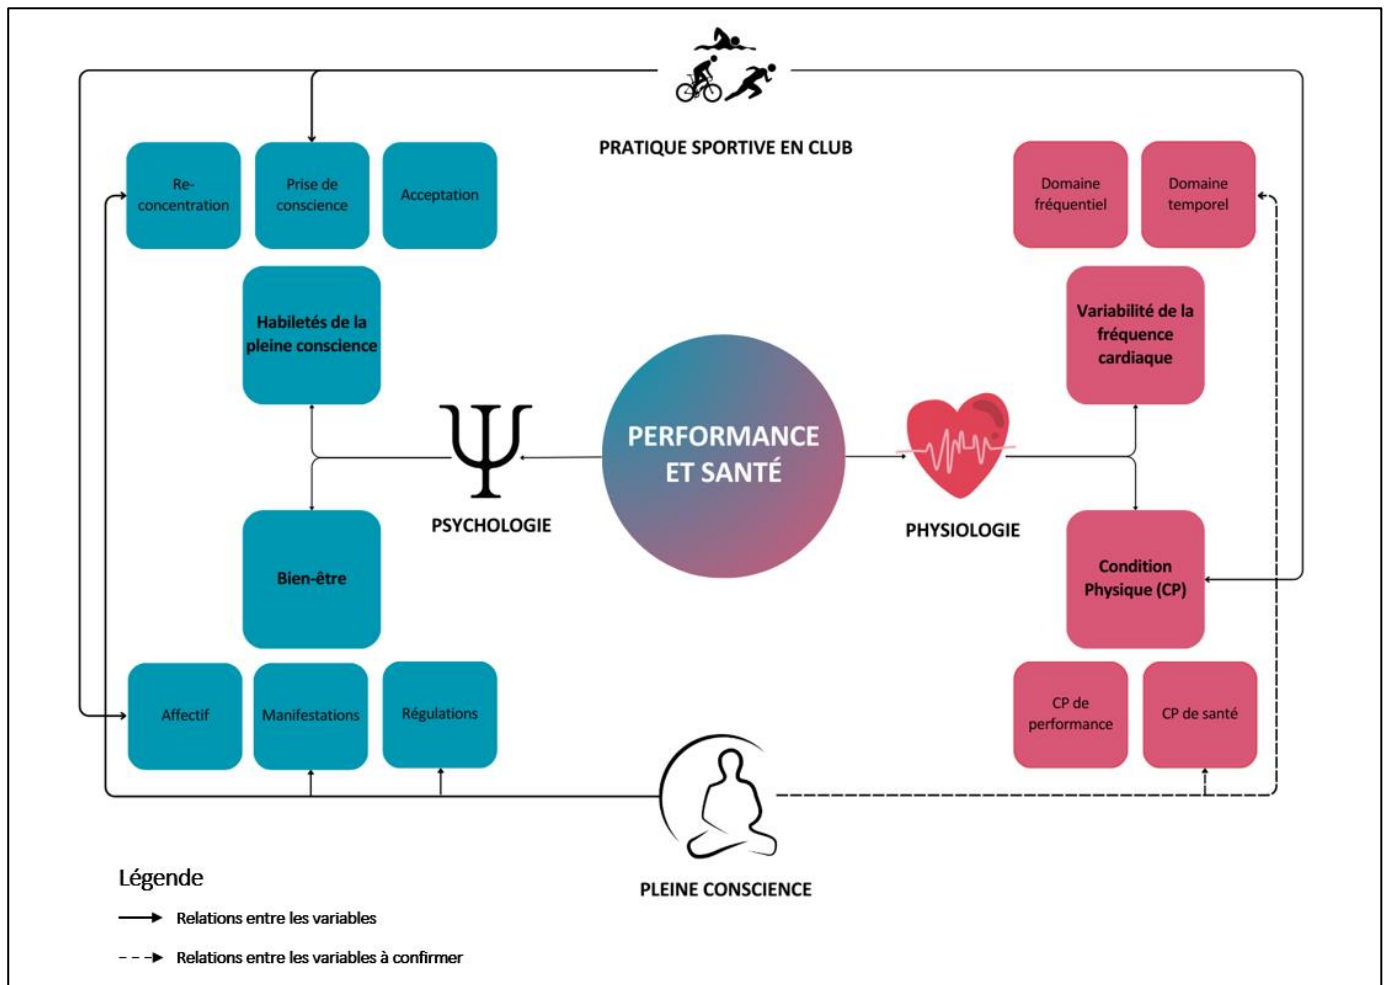 PRATIQUE SPORTIVE EN CLUB
Re-
concentration
Prise de
conscience
Acceptation
Domaine
fréquentiel
Domaine
temporel
Habiletés de la
pleine conscience
Variabilité de la
fréquence
cardiaque
PERFORMANCE
ET SANTÉ
PSYCHOLOGIE
PHYSIOLOGIE
Bien-être
Condition
Physique (CP)
Affectif
Manifestations
Régulations
CP de
performance
CP de santé
PLEINE CONSCIENCE
Légende
Relations entre les variables
Relations entre les variables à confirmer